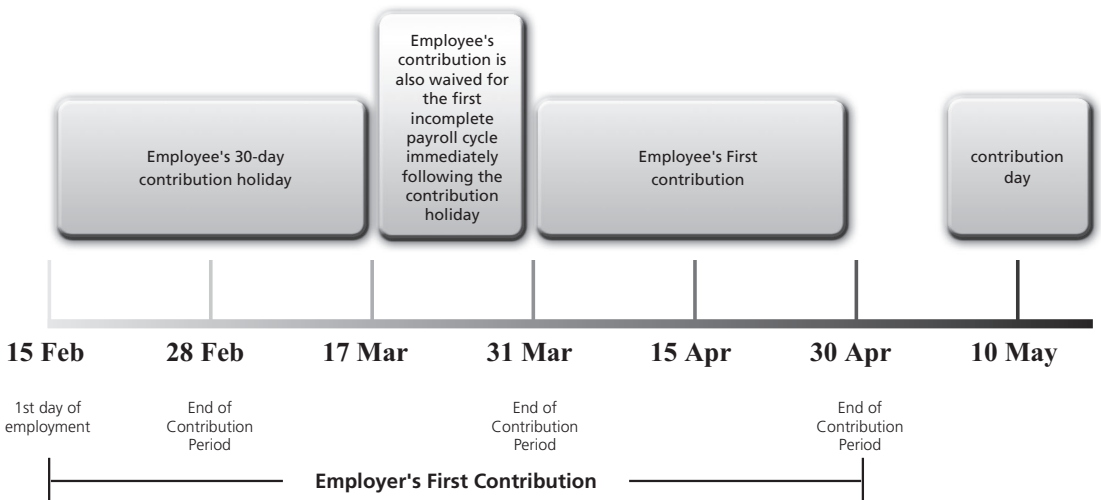 Employee's 30-day
contribution holiday
Employee's
contribution is
also waived for
the first
incomplete
payroll cycle
immediately
following the
contribution
holiday
Employee's First
contribution
contribution
day
15 Feb
28 Feb
17 Mar
31 Mar
15 Apr
30 Apr
10 May
1st day of
employment
End of
Contribution
Period
End of
Contribution
Period
End of
Contribution
Period
Employer's First Contribution